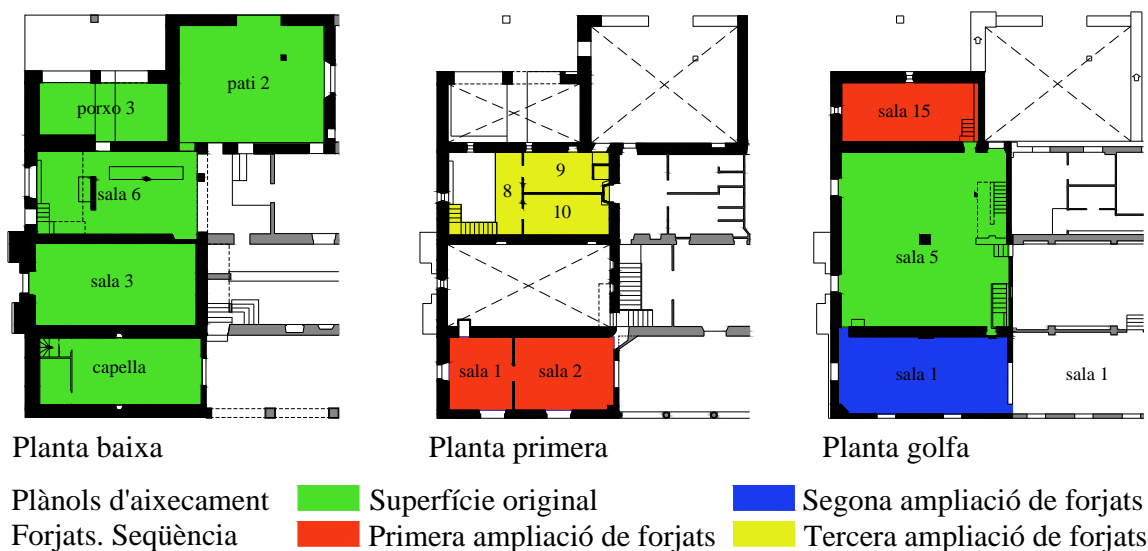 pati 2
porxo 3
sala 6
sala 3
capella
Planta baixa
9
8
10
sala 1
sala 2
Planta primera
sala 15
sala 5
sala 1
sala 1
Planta golfa
Plànols d'aixecament
Forjats. Seqüència
Superfície original
Primera ampliació de forjats
Segona ampliació de forjats
Tercera ampliació de forjats